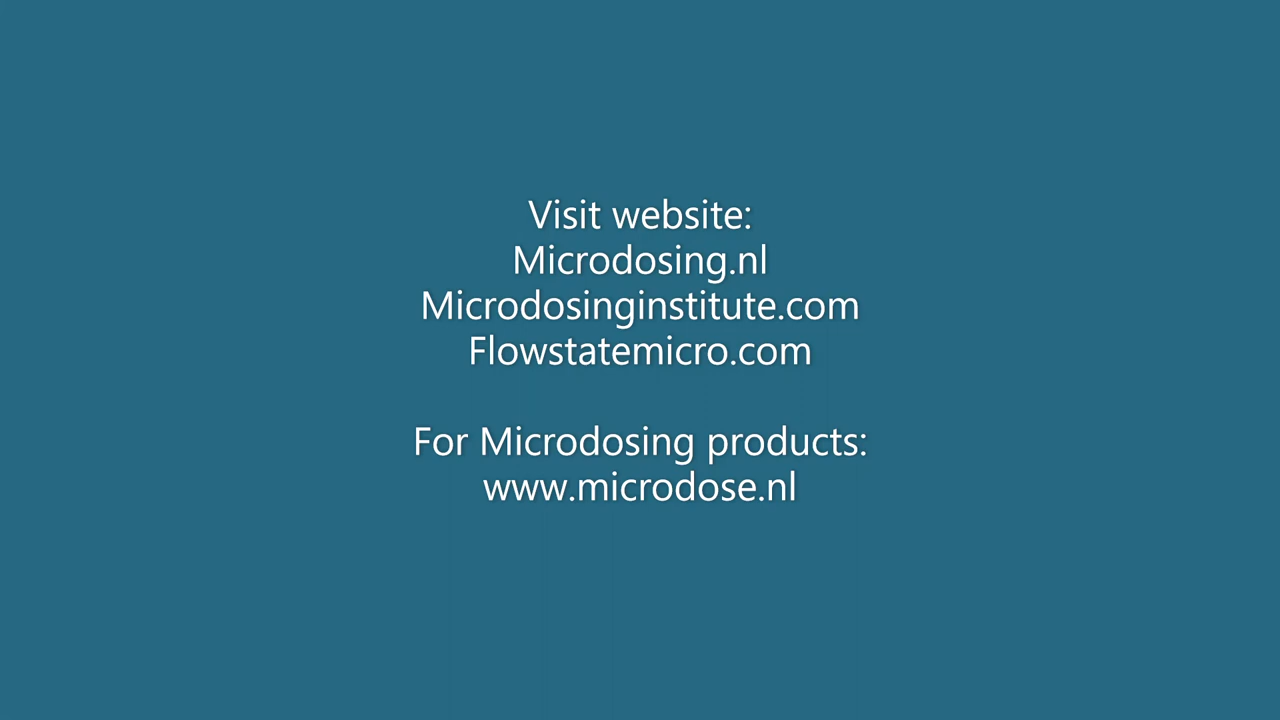 Visit website:
Microdosing.nl
Microdosinginstitute.com
Flowstatemicro.com
For Microdosing products:
www.microdose.nl